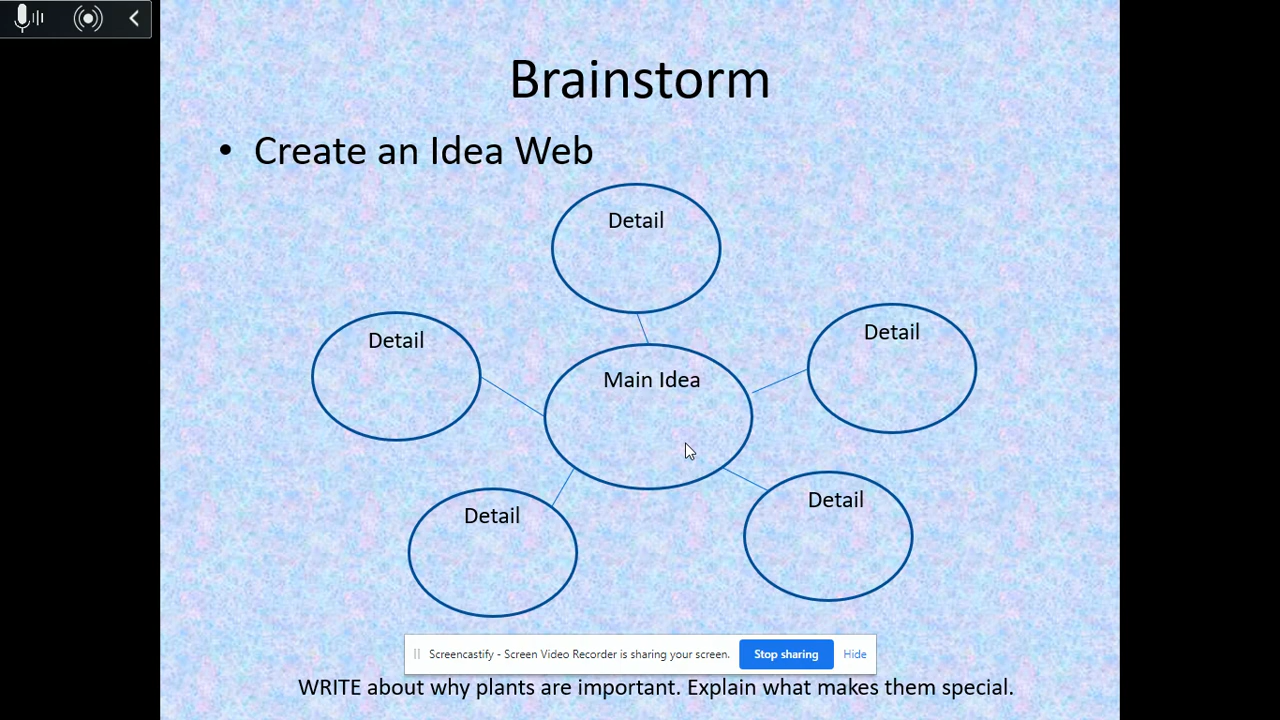 Brainstorm
• Create an Idea Web
Detail
Detail
Detail
Main Idea
Detail
Detail
Screencastify - Screen Video Recorder is sharing your screen. Stop sharing Hide
WRITE about why plants are important. Explain what makes them special.